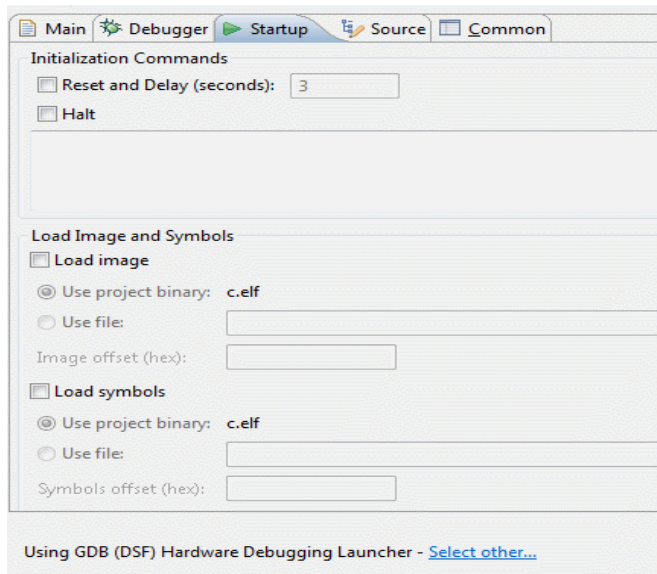 Main Debugger Startup Source Common
Initialization Commands
Reset and Delay (seconds): 3
Halt
Load Image and Symbols
Load image
Use project binary: c.elf
Use file:
Image offset (hex):
Load symbols
Use project binary: c.elf
Use file:
Symbols offset (hex):
Using GDB (DSF) Hardware Debugging Launcher - Select other...